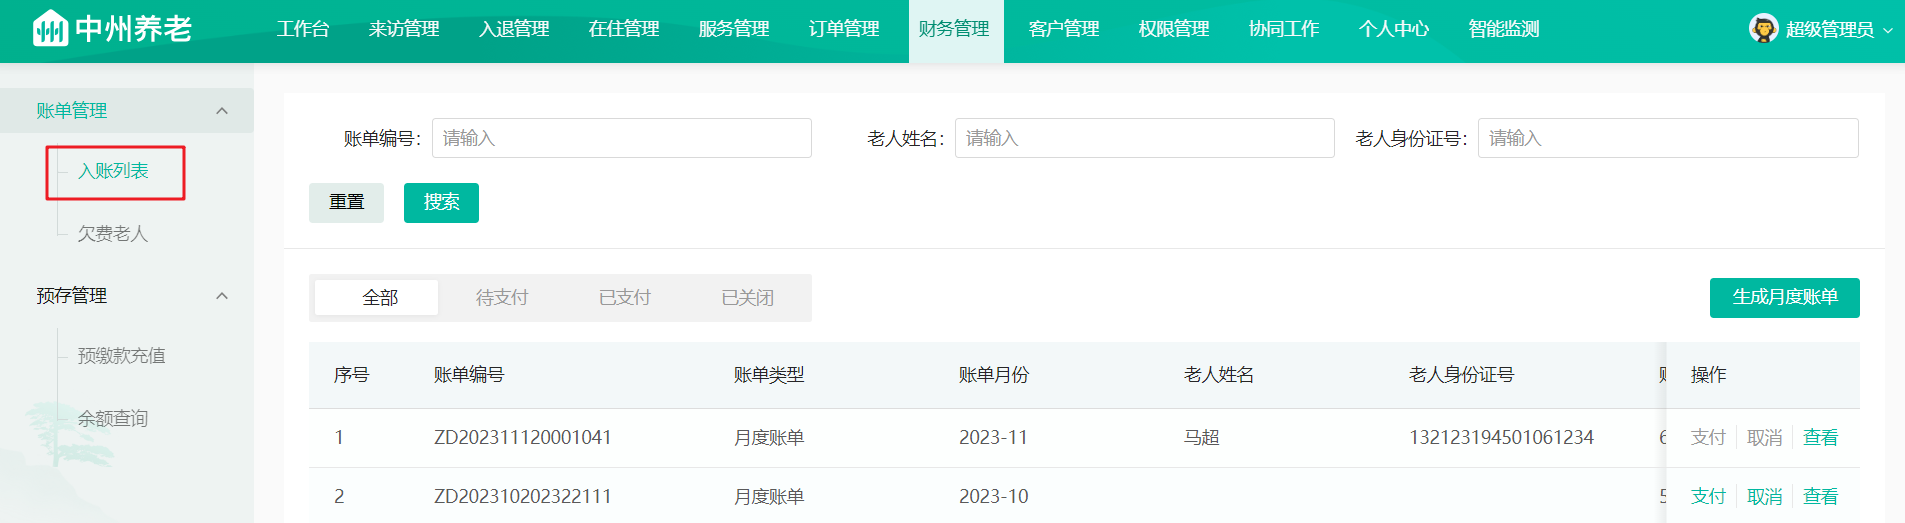 中州养老 工作台 来访管理 入退管理 在住管理 服务管理 订单管理 财务管理 客户管理 权限管理 协同工作 个人中心 智能监测 超级管理员
账单管理
入账列表
欠费老人
预存管理
预缴款充值
余额查询
账单编号: 请输入 老人姓名: 请输入 老人身份证号: 请输入
重置 搜索
全部 待支付 已支付 已关闭 生成月度账单
序号 账单编号 账单类型 账单月份 老人姓名 老人身份证号 操作
1 ZD202311120001041 月度账单 2023-11 马超 132123194501061234 支付 取消 查看
2 ZD202310202322111 月度账单 2023-10 支付 取消 查看